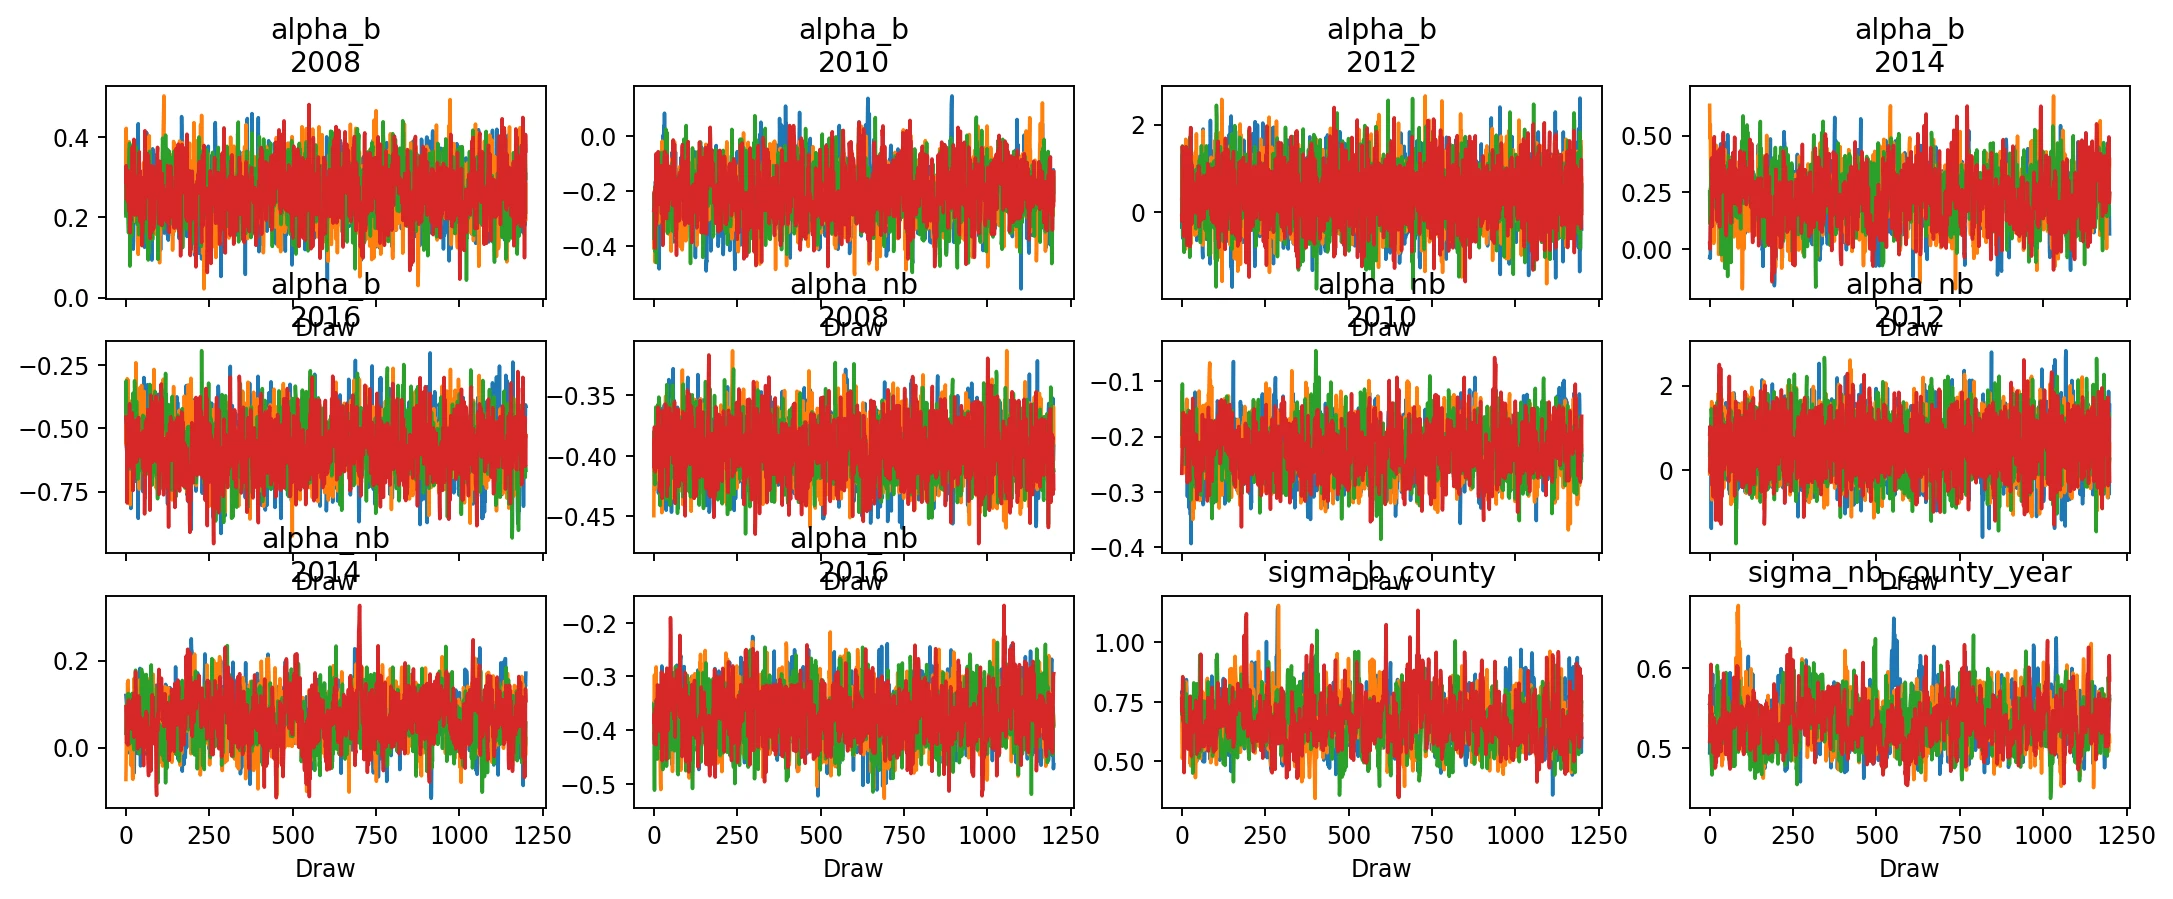 alpha_b
2008
alpha_b
2010
alpha_b
2012
alpha_b
2014
0.4
0.2
0.0
Draw
0.0
−0.2
−0.4
Draw
2
0
Draw
0.50
0.25
0.00
Draw
alpha_b
2016
alpha_nb
2008
alpha_nb
2010
alpha_nb
2012
−0.25
−0.50
−0.75
Draw
−0.35
−0.40
−0.45
Draw
−0.1
−0.2
−0.3
−0.4
Draw
2
0
Draw
alpha_nb
2014
alpha_nb
2016
sigma_b_county
sigma_nb_county_year
0.2
0.0
0 250 500 750 1000 1250
Draw
−0.2
−0.3
−0.4
−0.5
0 250 500 750 1000 1250
Draw
1.00
0.75
0.50
0 250 500 750 1000 1250
Draw
0.6
0.5
0 250 500 750 1000 1250
Draw